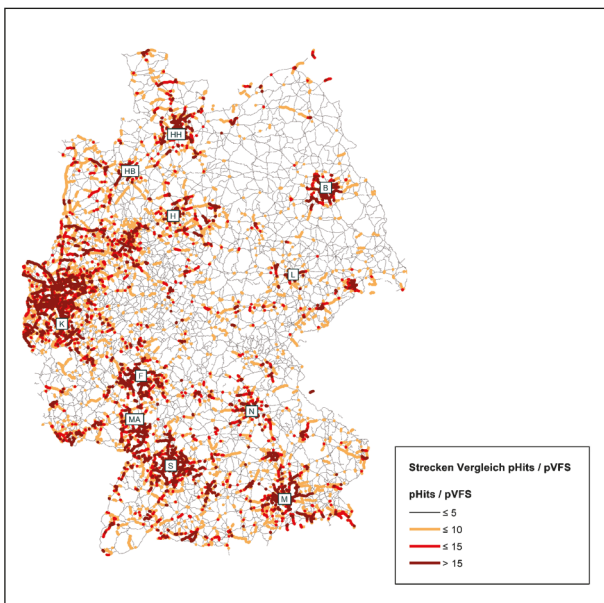 HH
HB
B
H
L
K
F
MA
N
S
M
Strecken Vergleich pHits / pVFS
pHits / pVFS
≤ 5
≤ 10
≤ 15
> 15